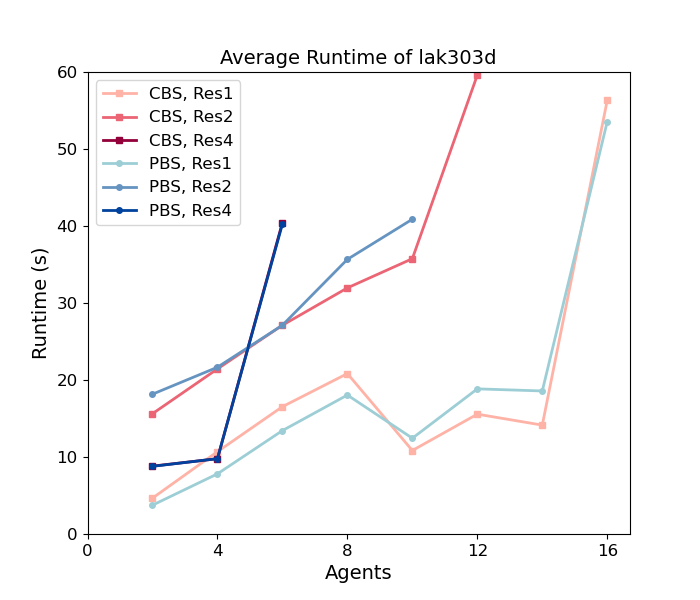 Average Runtime of lak303d
CBS, Res1
CBS, Res2
CBS, Res4
PBS, Res1
PBS, Res2
PBS, Res4
Runtime (s)
60
50
40
30
20
10
0
0 4 8 12 16
Agents